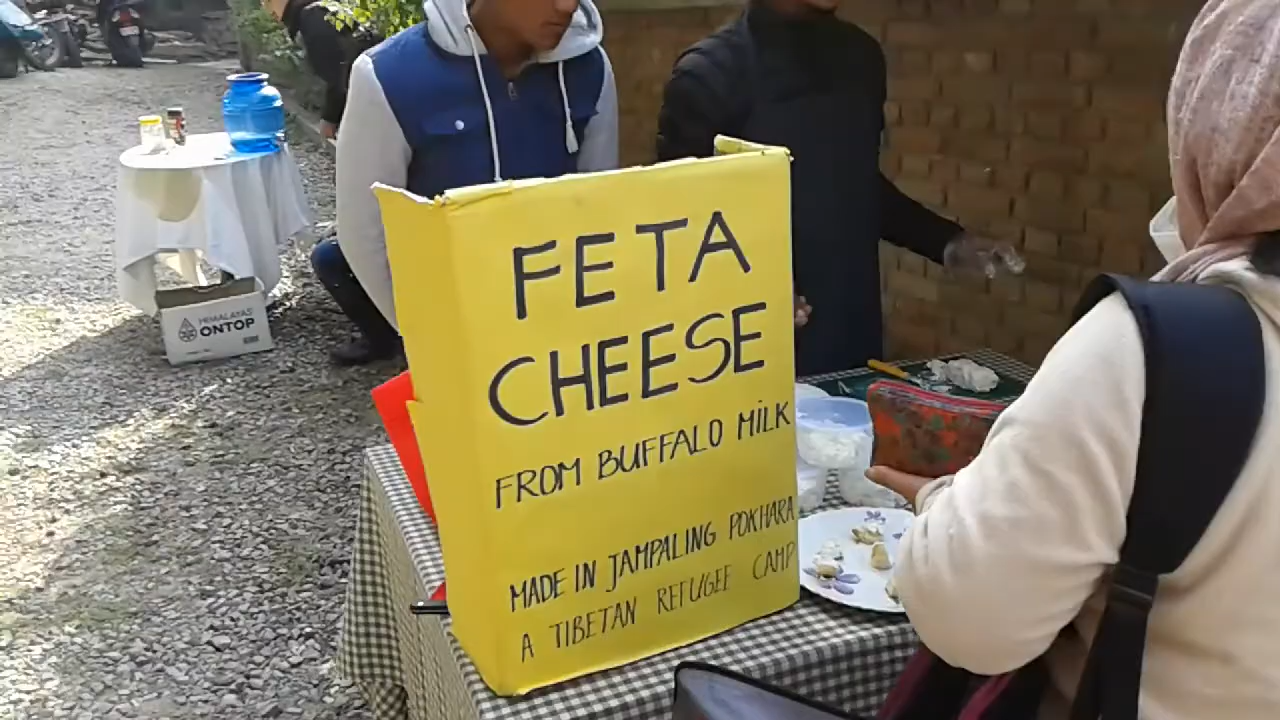 FETA
CHEESE
FROM BUFFALO MILK
MADE IN JAMPALING POKHARA
A TIBETAN REFUGEE CAMP
HIMALAYAS
ONTOP